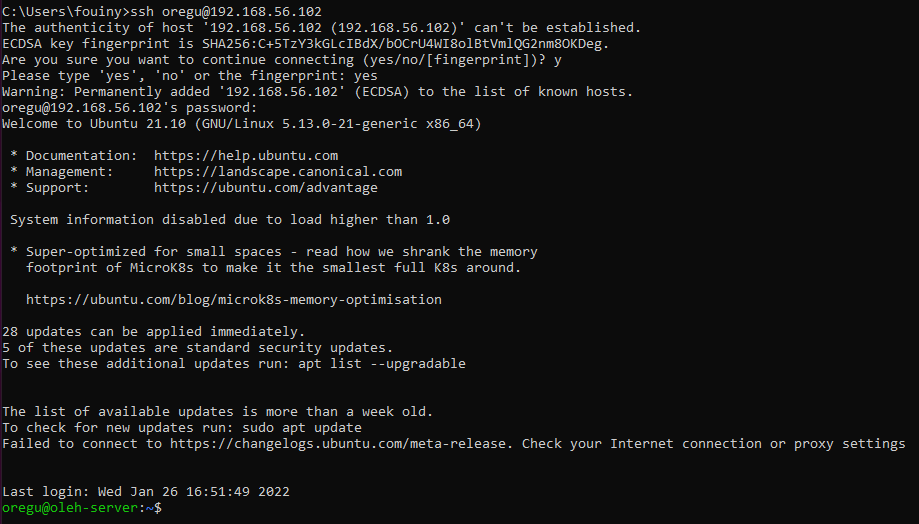 C:\Users\fouiny>ssh oregu@192.168.56.102
The authenticity of host '192.168.56.102 (192.168.56.102)' can't be established.
ECDSA key fingerprint is SHA256:C+5TzY3kGLcIBdX/bOCrU4WI8olBtVmlQG2nm8OKDeg.
Are you sure you want to continue connecting (yes/no/[fingerprint])? y
Please type 'yes', 'no' or the fingerprint: yes
Warning: Permanently added '192.168.56.102' (ECDSA) to the list of known hosts.
oregu@192.168.56.102's password:
Welcome to Ubuntu 21.10 (GNU/Linux 5.13.0-21-generic x86_64)
* Documentation:  https://help.ubuntu.com
* Management:     https://landscape.canonical.com
* Support:        https://ubuntu.com/advantage
System information disabled due to load higher than 1.0
* Super-optimized for small spaces - read how we shrank the memory
footprint of MicroK8s to make it the smallest full K8s around.
https://ubuntu.com/blog/microk8s-memory-optimisation
28 updates can be applied immediately.
5 of these updates are standard security updates.
To see these additional updates run: apt list --upgradable
The list of available updates is more than a week old.
To check for new updates run: sudo apt update
Failed to connect to https://changelogs.ubuntu.com/meta-release. Check your Internet connection or proxy settings
Last login: Wed Jan 26 16:51:49 2022
oregu@oleh-server:~$